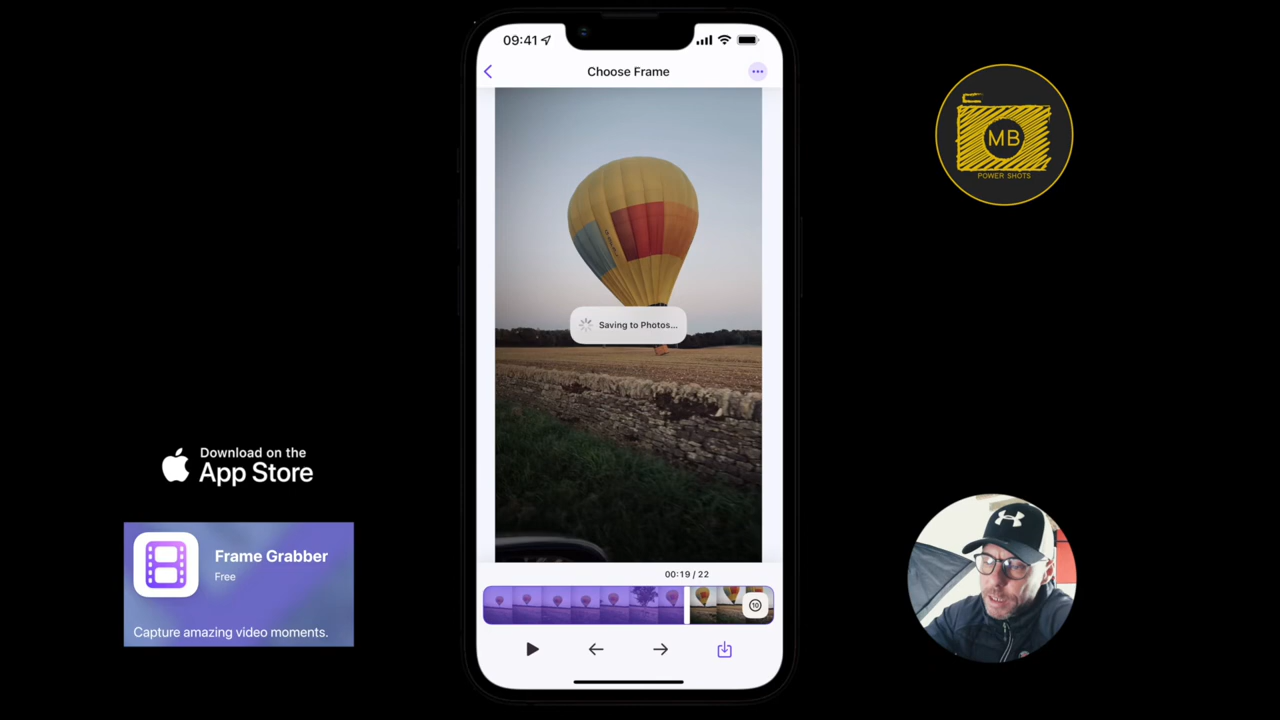 09:41
Choose Frame
MB
POWER SHOTS
Saving to Photos...
Download on the
App Store
Frame Grabber
Free
Capture amazing video moments.
00:19 / 22
10